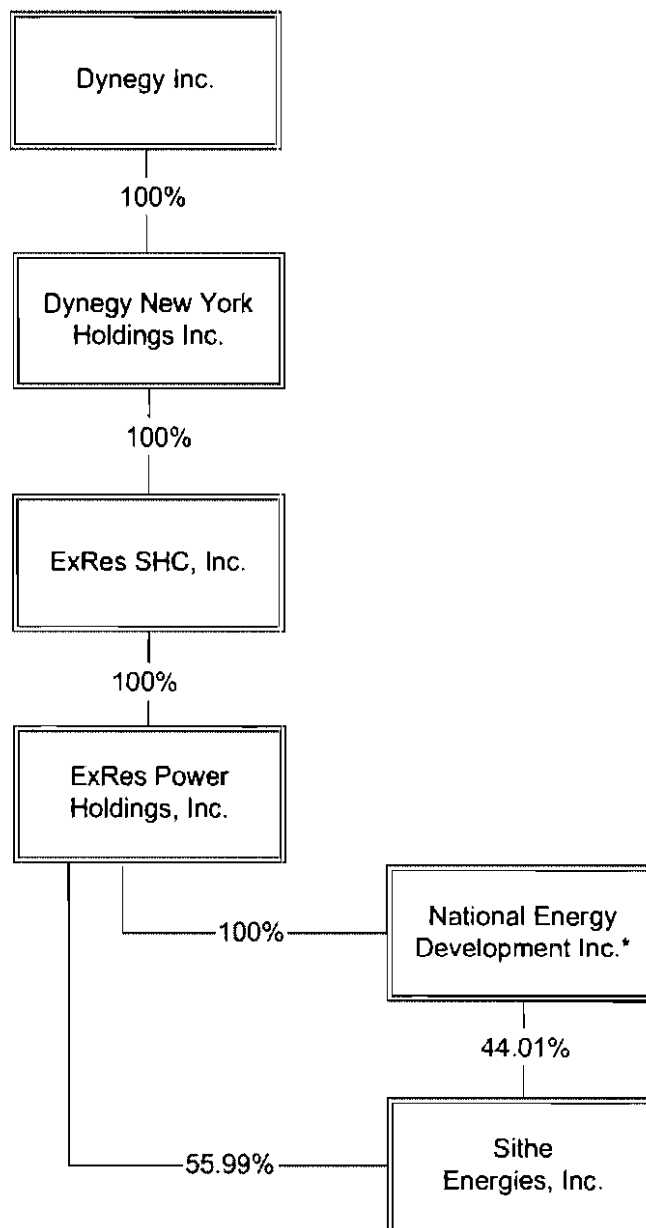 Dynegy Inc.
100%
Dynegy New York
Holdings Inc.
100%
ExRes SHC, Inc.
100%
ExRes Power
Holdings, Inc.
100%
National Energy
Development Inc.*
44.01%
55.99%
Sithe
Energies, Inc.